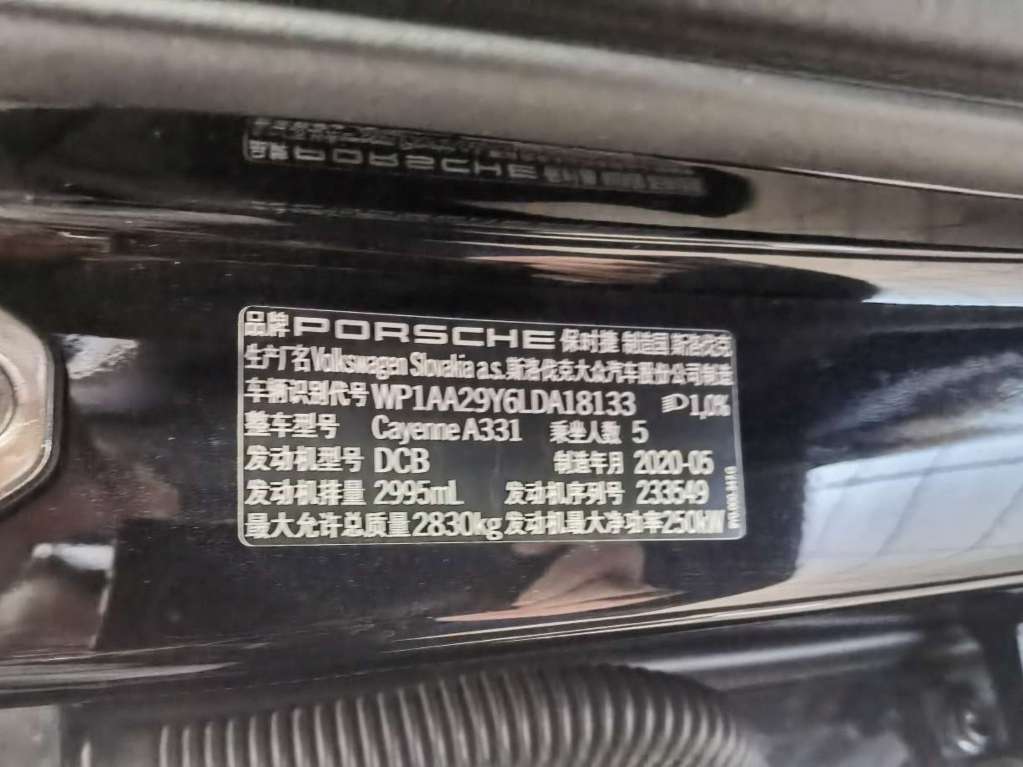 品牌 PORSCHE 保时捷 制造国 斯洛伐克
生产厂名 Volkswagen Slovakia a.s. 斯洛伐克大众汽车股份公司制造
车辆识别代号 WP1AA29Y6LDA18133 1,0%
整车型号 Cayenne A331 乘坐人数 5
发动机型号 DCB 制造年月 2020-05
发动机排量 2995mL 发动机序列号 233549
最大允许总质量 2830kg 发动机最大净功率 250kW